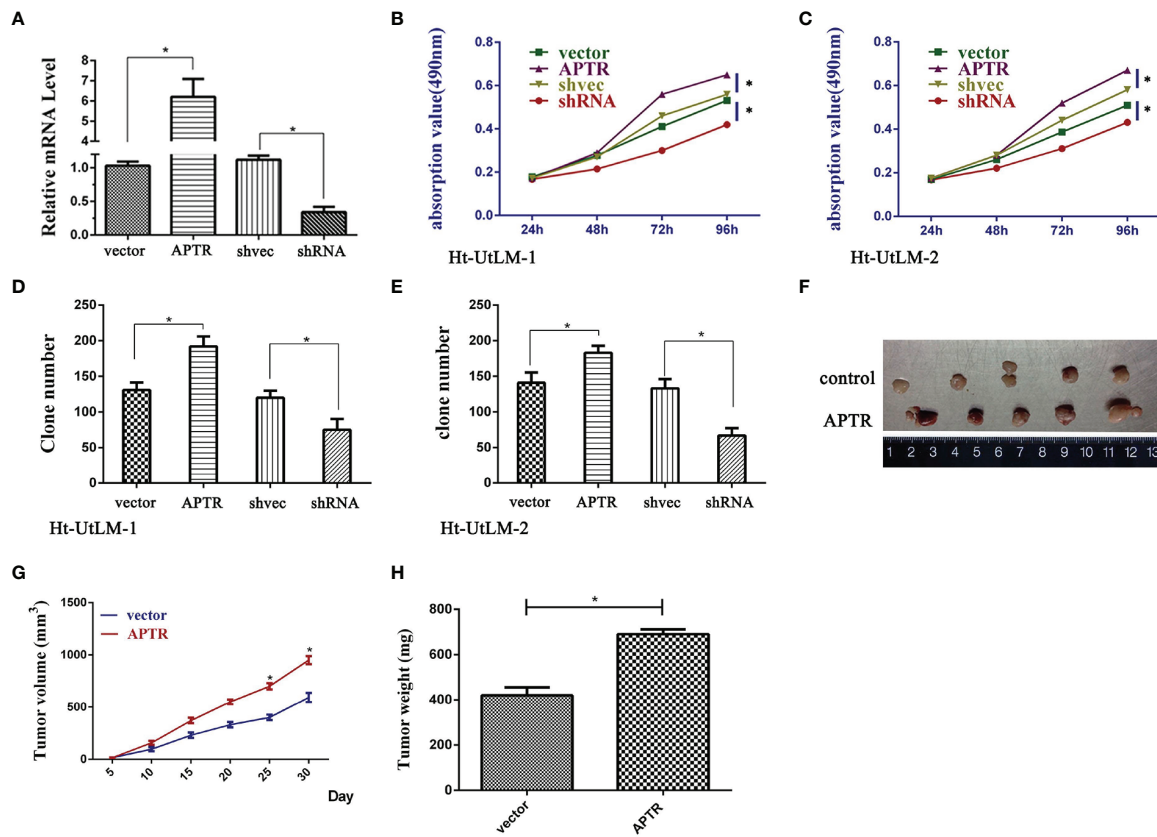 A
Relative mRNA Level
8
7
6
5
4
1.0
0.5
0.0
*
*
vector APTR shvec shRNA
B
absorption value(490nm)
0.8
0.6
0.4
0.2
0.0
vector
APTR
shvec
shRNA
*
*
24h 48h 72h 96h
Ht-UtLM-1
C
absorption value(490nm)
0.8
0.6
0.4
0.2
0.0
vector
APTR
shvec
shRNA
*
*
24h 48h 72h 96h
Ht-UtLM-2
D
Clone number
250
200
150
100
50
0
*
*
vector APTR shvec shRNA
Ht-UtLM-1
E
clone number
250
200
150
100
50
0
*
*
vector APTR shvec shRNA
Ht-UtLM-2
F
control
APTR
1 2 3 4 5 6 7 8 9 10 11 12 13
G
Tumor volume (mm3)
1500
1000
500
0
vector
APTR
*
*
5 10 15 20 25 30
Day
H
Tumor weight (mg)
800
600
400
200
0
*
vector APTR